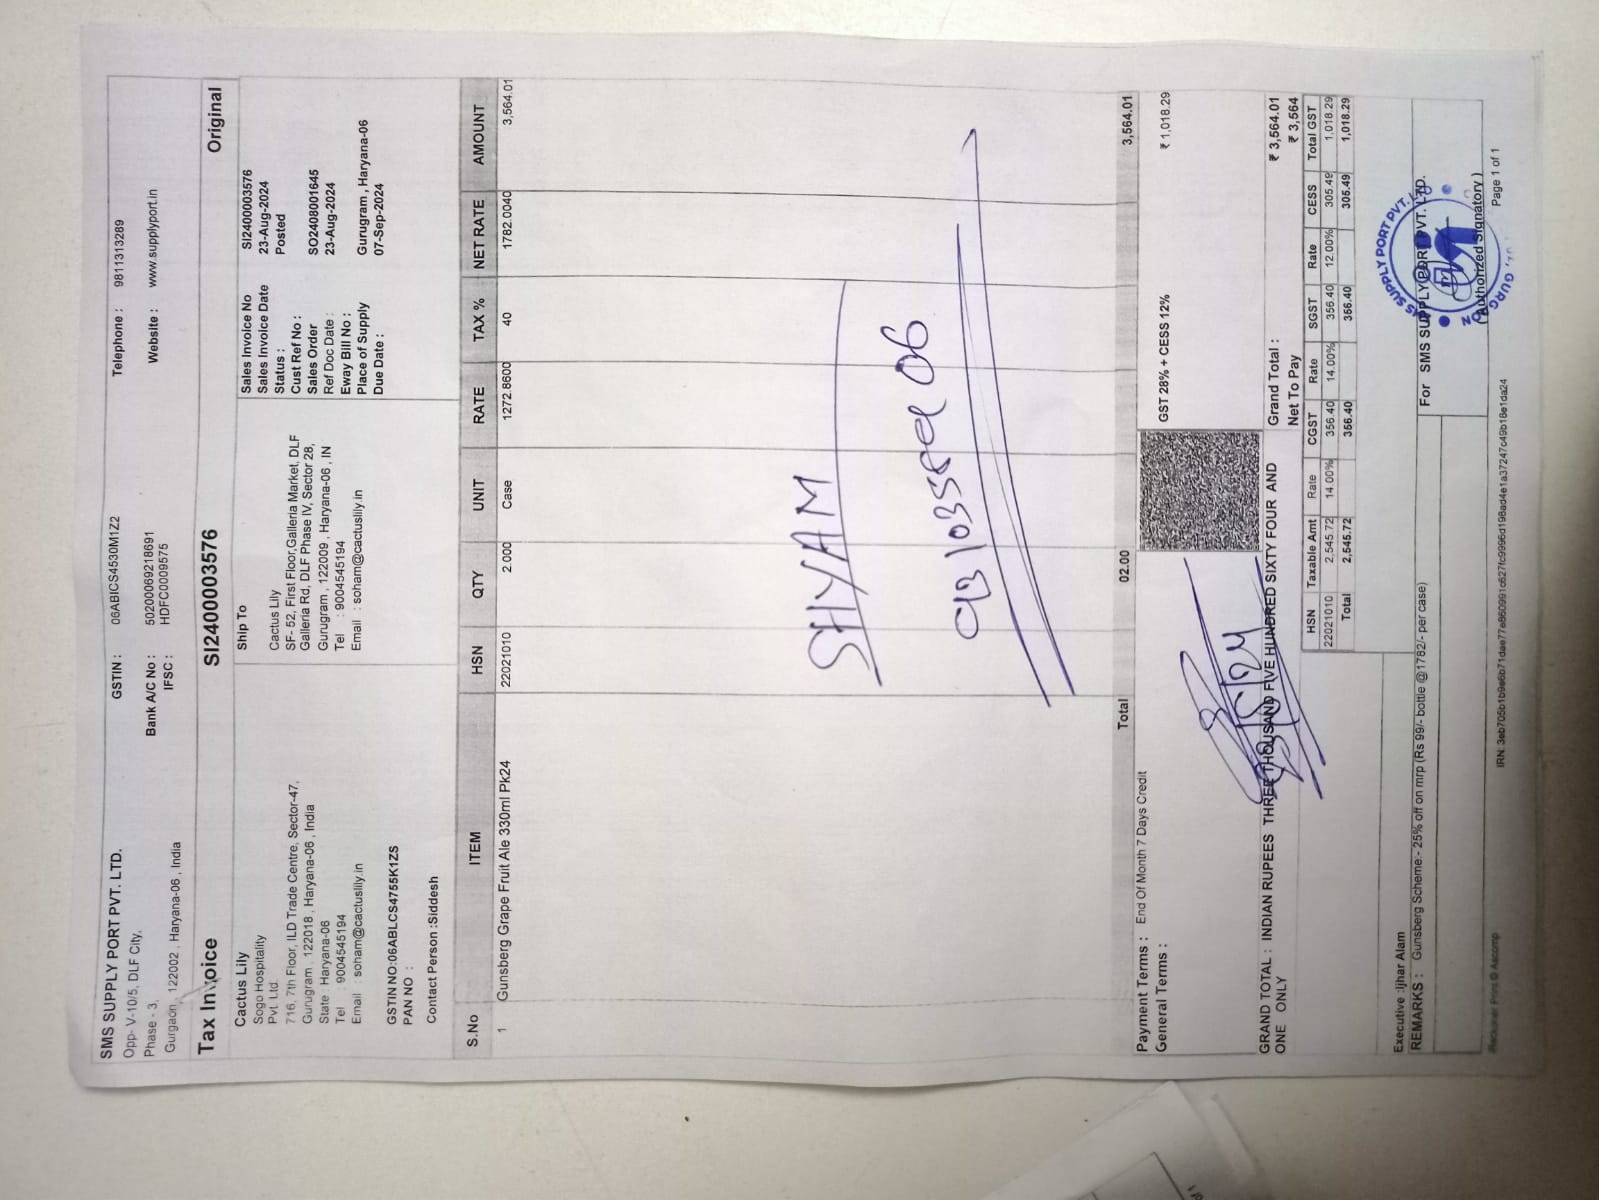 SMS SUPPLY PORT PVT. LTD.
Opp- V-10/5, DLF City,
Phase - 3,
Gurgaon, 122002 , Haryana-06 , India
GSTIN : 06ABICS4530M1Z2
Bank A/C No : 50200069218691
IFSC : HDFC0009575
Telephone : 9811313289
Website : www.supplyport.in
Tax Invoice SI2400003576 Original
Cactus Lily
Sogo Hospitality
Pvt. Ltd.
716, 7th Floor, ILD Trade Centre, Sector-47,
Gurugram , 122018 , Haryana-06 , India
State : Haryana-06
Tel : 9004545194
Email : soham@cactuslily.in
GSTIN NO:06ABLCS4755K1ZS
PAN NO :
Contact Person :Siddesh
Ship To
Cactus Lily
SF- 52, First Floor,Galleria Market, DLF
Galleria Rd, DLF Phase IV, Sector 28,
Gurugram , 122009 , Haryana-06 , IN
Tel : 9004545194
Email : soham@cactuslily.in
Sales Invoice No SI2400003576
Sales Invoice Date 23-Aug-2024
Status : Posted
Cust Ref No :
Sales Order SO2408001645
Ref Doc Date : 23-Aug-2024
Eway Bill No :
Place of Supply Gurugram , Haryana-06
Due Date : 07-Sep-2024
S.No ITEM HSN QTY UNIT RATE TAX % NET RATE AMOUNT
1 Gunsberg Grape Fruit Ale 330ml Pk24 22021010 2.000 Case 1272.8600 40 1782.0040 3,564.01
SHYAM
Total 02.00 3,564.01
Payment Terms : End Of Month 7 Days Credit
General Terms :
GST 28% + CESS 12% ₹ 1,018.29
Grand Total : ₹ 3,564.01
Net To Pay ₹ 3,564
GRAND TOTAL : INDIAN RUPEES THREE THOUSAND FIVE HUNDRED SIXTY FOUR AND
ONE ONLY
HSN Taxable Amt Rate CGST Rate SGST Rate CESS Total GST
22021010 2,545.72 14.00% 356.40 14.00% 356.40 12.00% 305.49 1,018.29
Total 2,545.72 356.40 356.40 305.49 1,018.29
Executive :Ijhar Alam
REMARKS : Gunsberg Scheme:- 25% off on mrp (Rs 99/- bottle @1782/- per case)
For SMS SUPPLY PORT PVT. LTD.
( Authorized Signatory )
Page 1 of 1